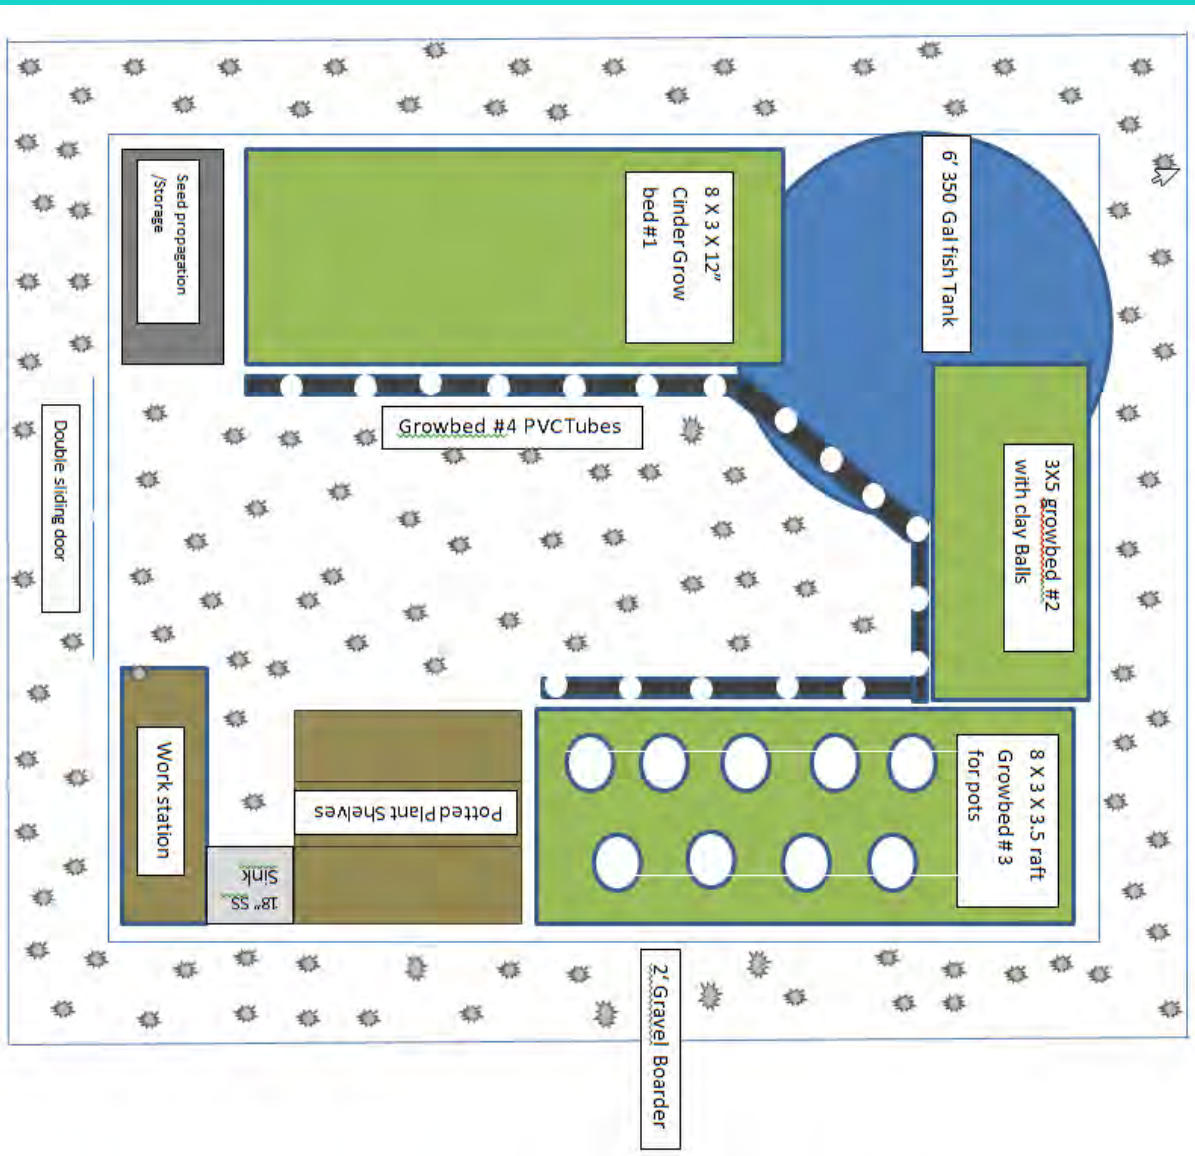 Seed propagation
/Storage
8 X 3 X 12”
CinderGrow
bed #1
6’ 350 Gal fish Tank
Growbed #4 PVCTubes
Double sliding door
3X5 growbed #2
with clay Balls
Work station
Potted Plant Shelves
18” SS
Sink
8 X 3 X 3.5 raft
Growbed # 3
for pots
2’ Gravel Boarder